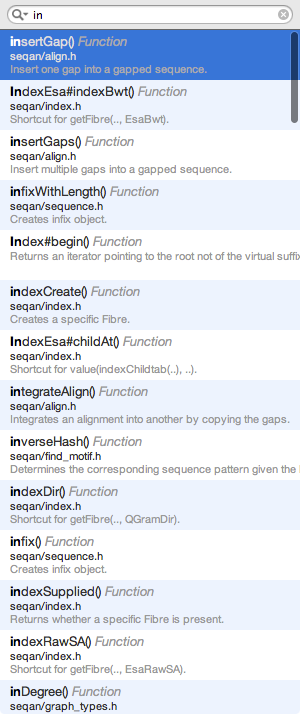 in
insertGap() Function
seqan/align.h
Insert one gap into a gapped sequence.
IndexEsa#indexBwt() Function
seqan/index.h
Shortcut for getFibre(.., EsaBwt).
insertGaps() Function
seqan/align.h
Insert multiple gaps into a gapped sequence.
infixWithLength() Function
seqan/sequence.h
Creates infix object.
Index#begin() Function
Returns an iterator pointing to the root not of the virtual suffix
indexCreate() Function
seqan/index.h
Creates a specific Fibre.
IndexEsa#childAt() Function
seqan/index.h
Shortcut for value(indexChildtab(..), ..).
integrateAlign() Function
seqan/align.h
Integrates an alignment into another by copying the gaps.
inverseHash() Function
seqan/find_motif.h
Determines the corresponding sequence pattern given the
indexDir() Function
seqan/index.h
Shortcut for getFibre(.., QGramDir).
infix() Function
seqan/sequence.h
Creates infix object.
indexSupplied() Function
seqan/index.h
Returns whether a specific Fibre is present.
indexRawSA() Function
seqan/index.h
Shortcut for getFibre(.., EsaRawSA).
inDegree() Function
seqan/graph_types.h